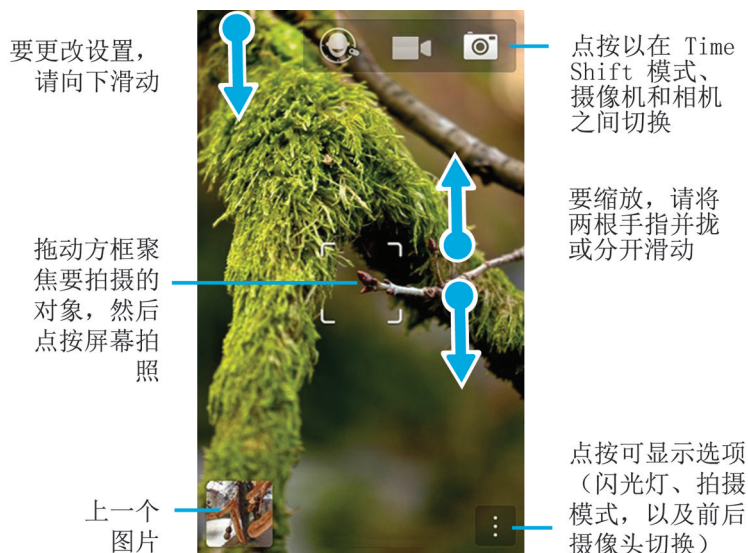 要更改设置，
请向下滑动
点按以在 Time
Shift 模式、
摄像机和相机
之间切换
要缩放，请将
两根手指并拢
或分开滑动
拖动方框聚
焦要拍摄的
对象，然后
点按屏幕拍
照
上一个
图片
点按可显示选项
（闪光灯、拍摄
模式，以及前后
摄像头切换）